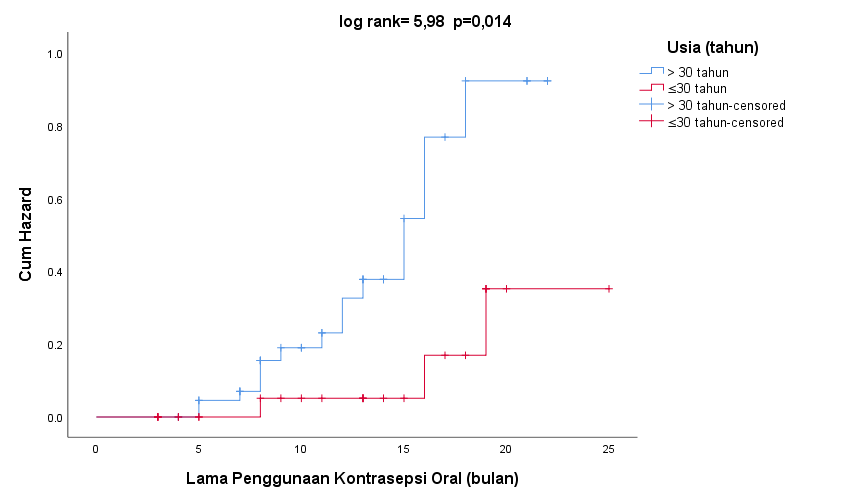 log rank= 5,98  p=0,014
Usia (tahun)
> 30 tahun
≤30 tahun
> 30 tahun-censored
≤30 tahun-censored
Cum Hazard
1.0
0.8
0.6
0.4
0.2
0.0
0 5 10 15 20 25
Lama Penggunaan Kontrasepsi Oral (bulan)